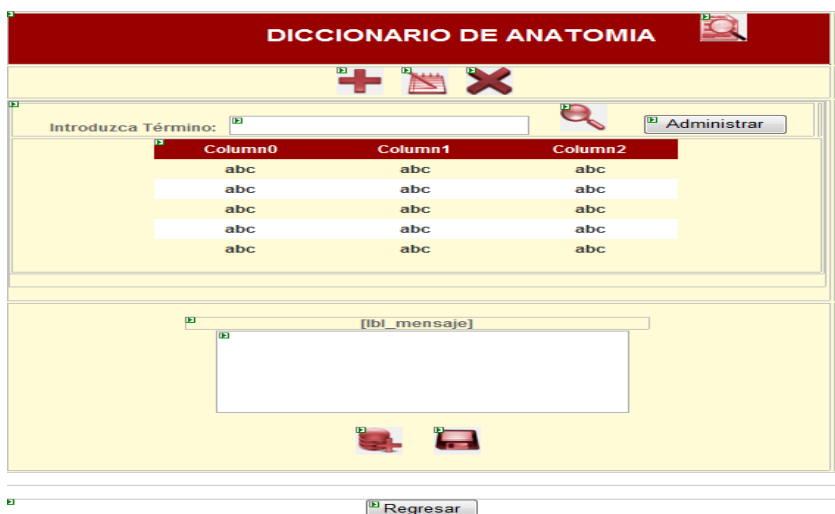 DICCIONARIO DE ANATOMIA
Introduzca Término:
Administrar
Column0 Column1 Column2
abc abc abc
abc abc abc
abc abc abc
abc abc abc
abc abc abc
[lbl_mensaje]
Regresar